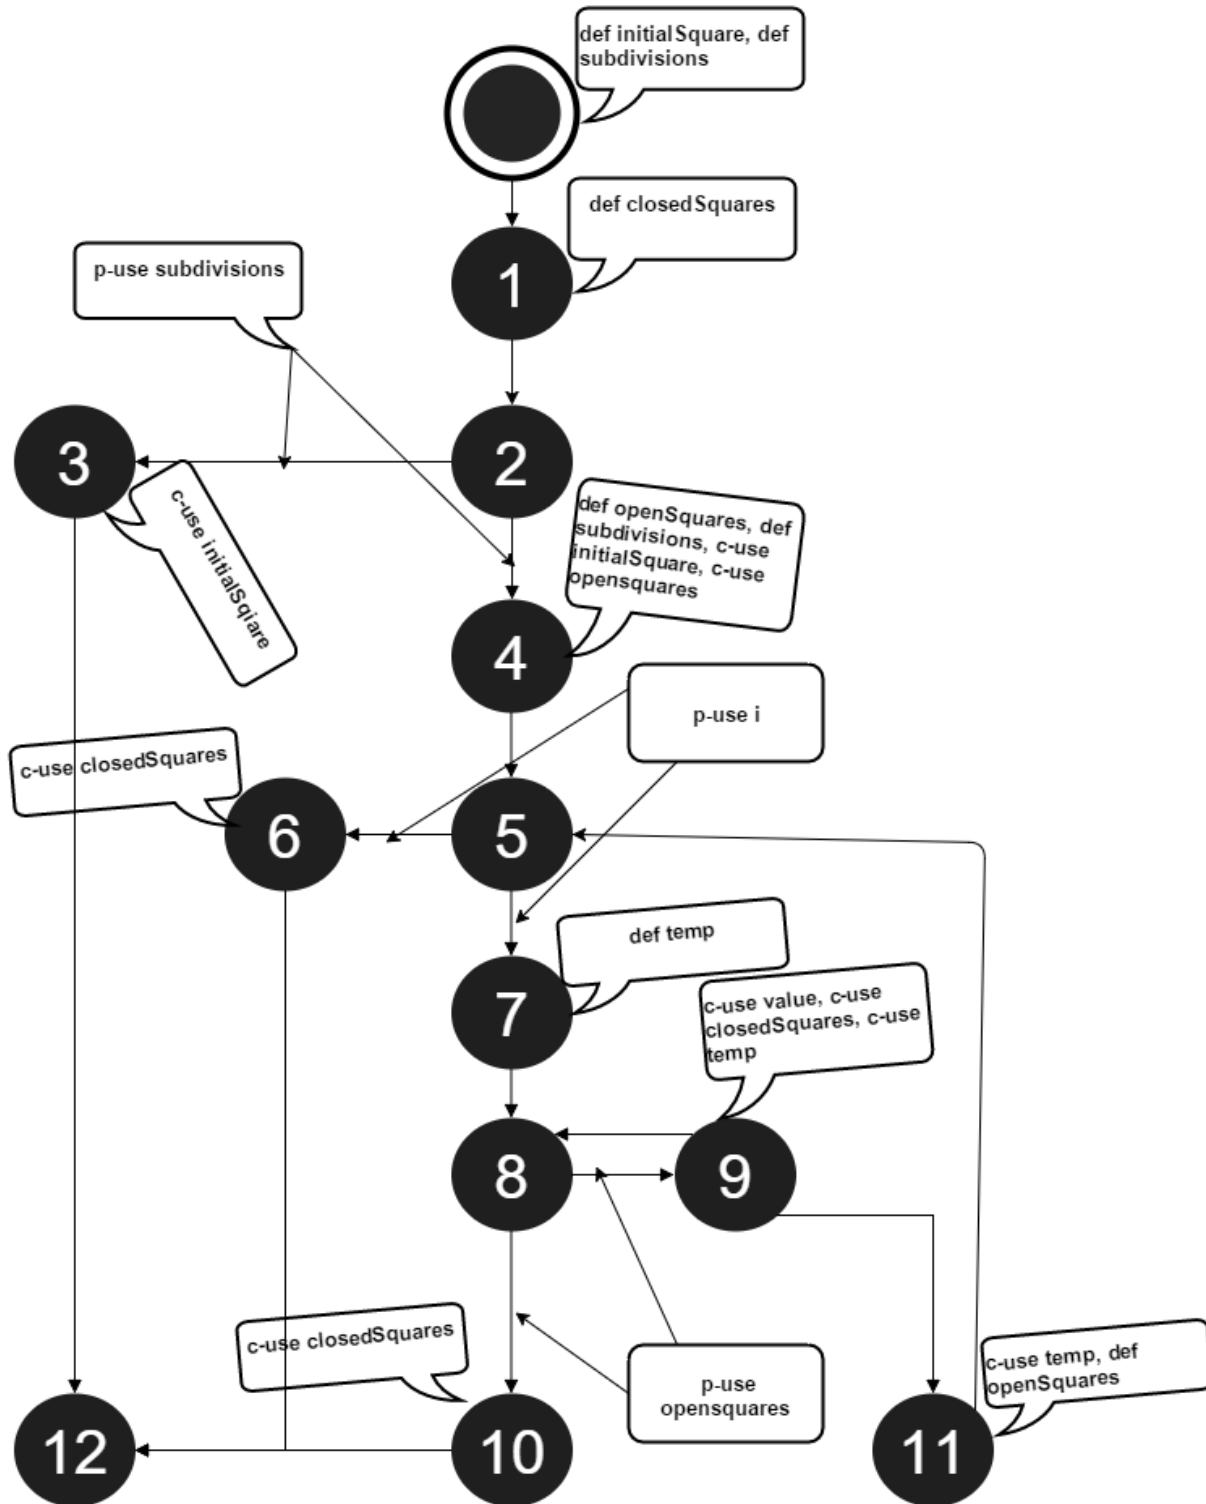 def initialSquare, def
subdivisions
def closedSquares
1
p-use subdivisions
3
2
c-use initialSqiare
def openSquares, def
subdivisions, c-use
initialSquare, c-use
opensquares
4
p-use i
c-use closedSquares
6
5
def temp
7
c-use value, c-use
closedSquares, c-use
temp
8
9
c-use closedSquares
p-use
opensquares
c-use temp, def
openSquares
12
10
11